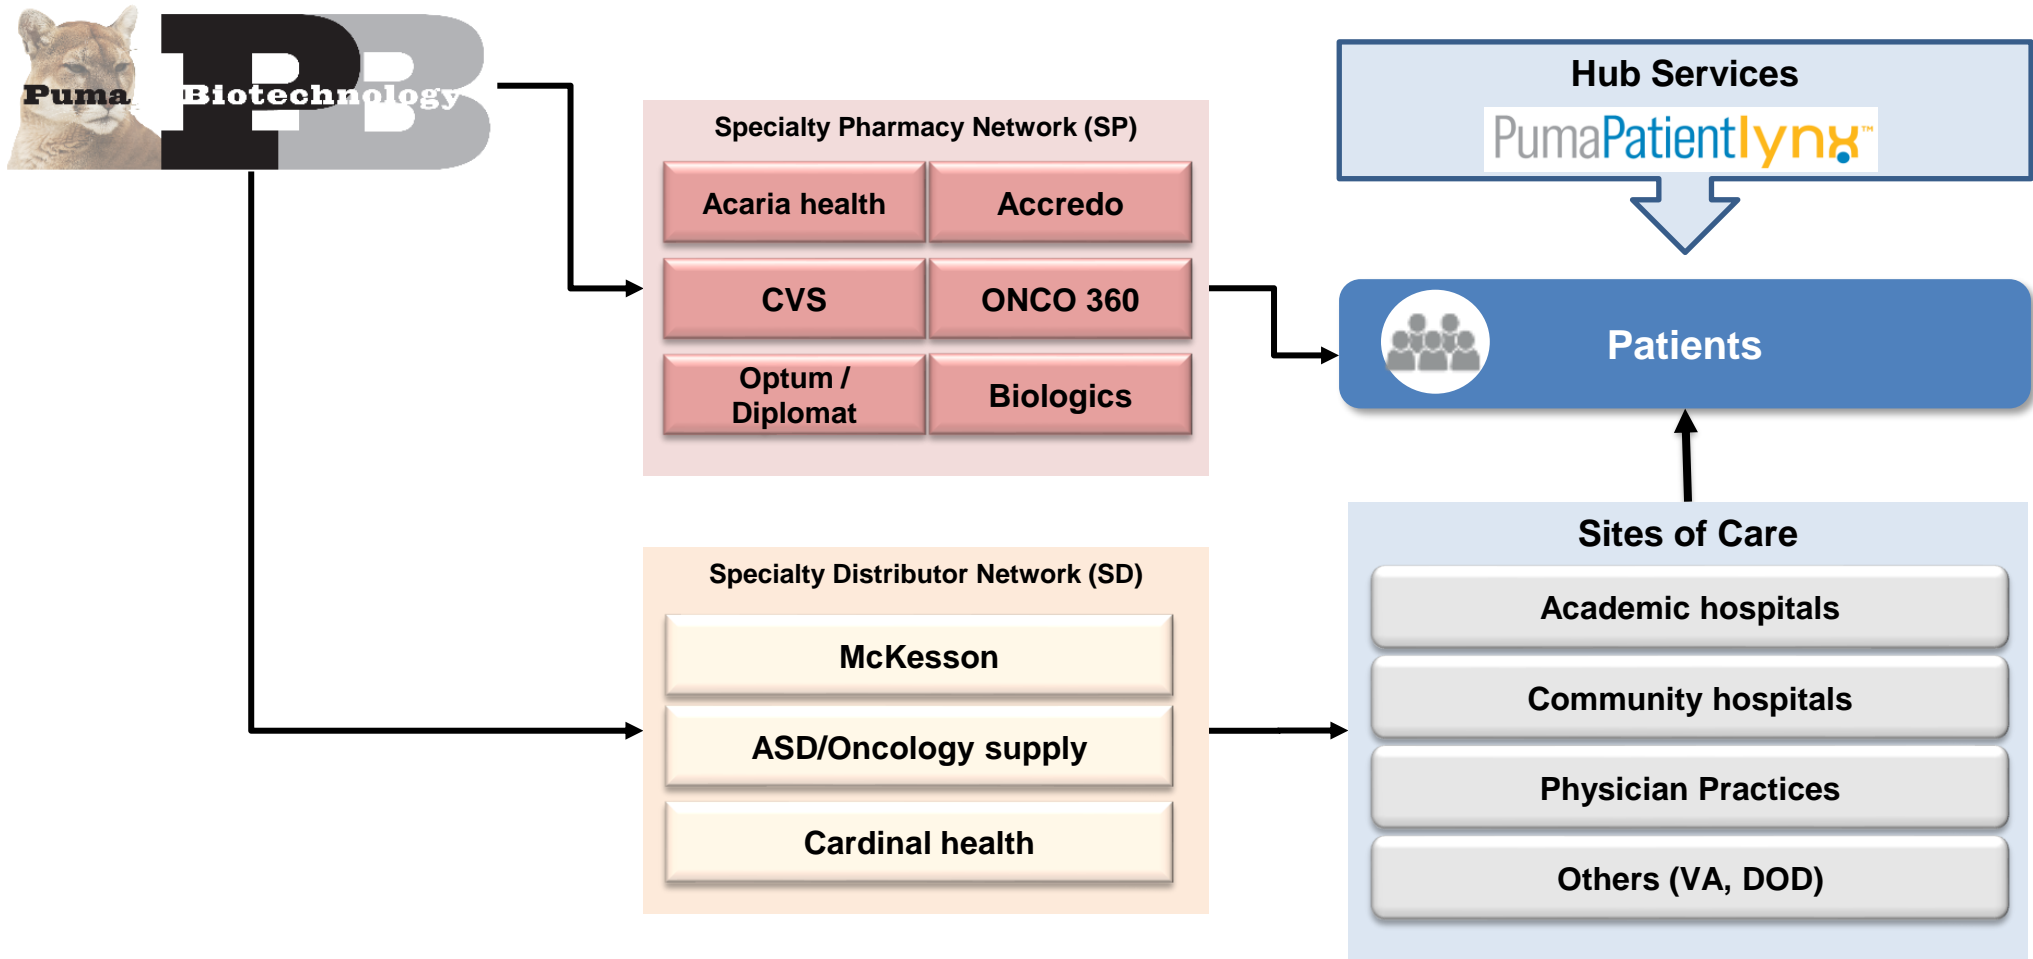 Puma Biotechnology
PB
Specialty Pharmacy Network (SP)
Acaria health
Accredo
CVS
ONCO 360
Optum /
Diplomat
Biologics
Specialty Distributor Network (SD)
McKesson
ASD/Oncology supply
Cardinal health
Hub Services
PumaPatientlynx™
Patients
Sites of Care
Academic hospitals
Community hospitals
Physician Practices
Others (VA, DOD)